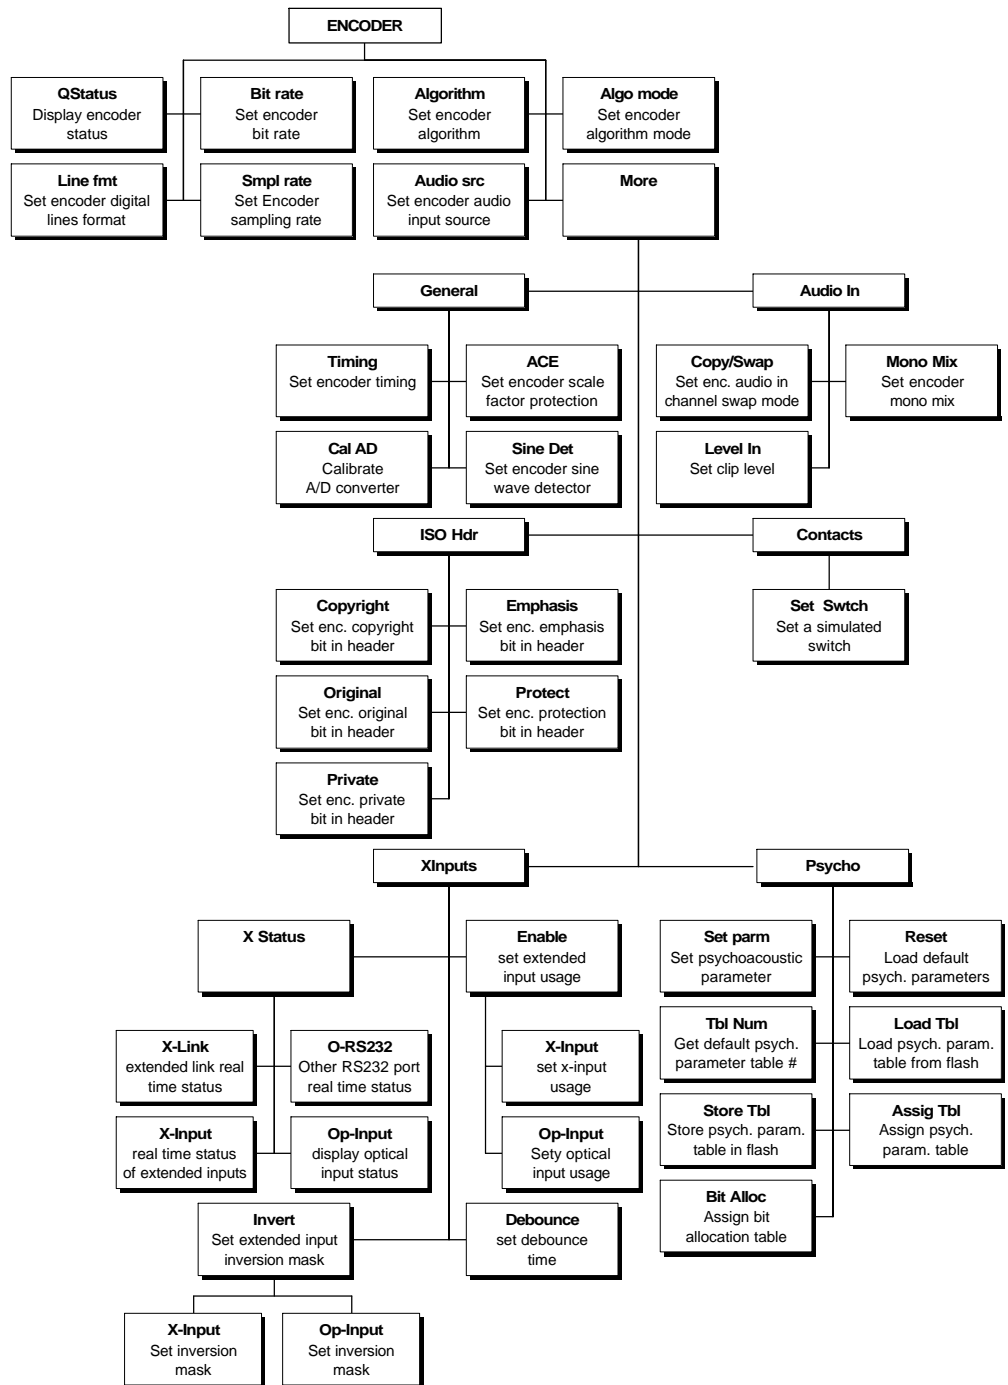 ENCODER
QStatus
Display encoder
status
Bit rate
Set encoder
bit rate
Algorithm
Set encoder
algorithm
Algo mode
Set encoder
algorithm mode
Line fmt
Set encoder digital
lines format
Smpl rate
Set Encoder
sampling rate
Audio src
Set encoder audio
input source
More
General
Audio In
Timing
Set encoder timing
ACE
Set encoder scale
factor protection
Copy/Swap
Set enc. audio in
channel swap mode
Mono Mix
Set encoder
mono mix
Cal AD
Calibrate
A/D converter
Sine Det
Set encoder sine
wave detector
Level In
Set clip level
ISO Hdr
Contacts
Copyright
Set enc. copyright
bit in header
Emphasis
Set enc. emphasis
bit in header
Set Swtch
Set a simulated
switch
Original
Set enc. original
bit in header
Protect
Set enc. protection
bit in header
Private
Set enc. private
bit in header
XInputs
Psycho
X Status
Enable
set extended
input usage
Set parm
Set psychoacoustic
parameter
Reset
Load default
psych. parameters
X-Link
extended link real
time status
O-RS232
Other RS232 port
real time status
X-Input
set x-input
usage
Tbl Num
Get default psych.
parameter table #
Load Tbl
Load psych. param.
table from flash
X-Input
real time status
of extended inputs
Op-Input
display optical
input status
Op-Input
Sety optical
input usage
Store Tbl
Store psych. param.
table in flash
Assig Tbl
Assign psych.
param. table
Invert
Set extended input
inversion mask
Debounce
set debounce
time
Bit Alloc
Assign bit
allocation table
X-Input
Set inversion
mask
Op-Input
Set inversion
mask